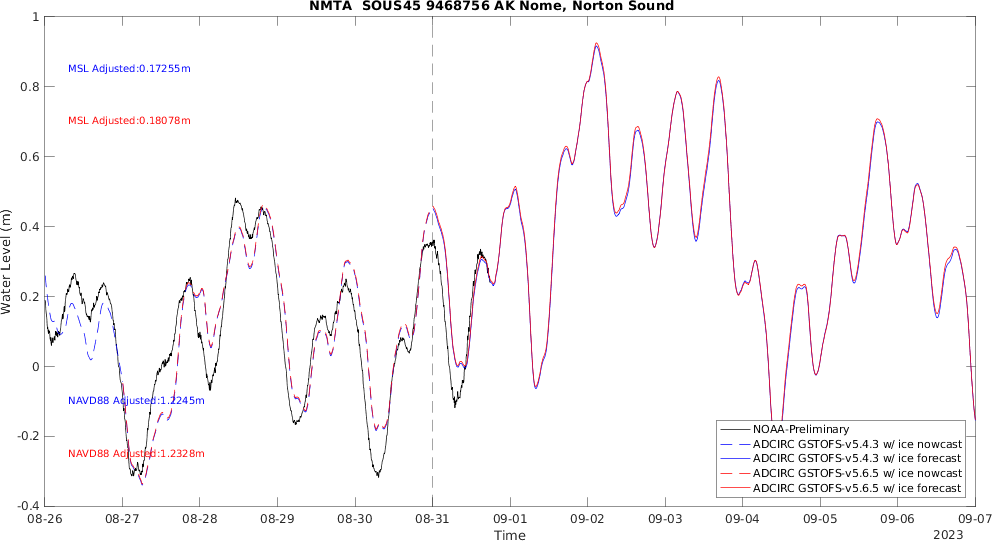 NMTA SOUS45 9468756 AK Nome, Norton Sound
MSL Adjusted:0.17255m
MSL Adjusted:0.18078m
NAVD88 Adjusted:1.2245m
NAVD88 Adjusted:1.2328m
Water Level (m)
1
0.8
0.6
0.4
0.2
0
-0.2
-0.4
NOAA-Preliminary
ADCIRC GSTOFS-v5.4.3 w/ ice nowcast
ADCIRC GSTOFS-v5.4.3 w/ ice forecast
ADCIRC GSTOFS-v5.6.5 w/ ice nowcast
ADCIRC GSTOFS-v5.6.5 w/ ice forecast
08-26 08-27 08-28 08-29 08-30 08-31 09-01 09-02 09-03 09-04 09-05 09-06 09-07
Time
2023